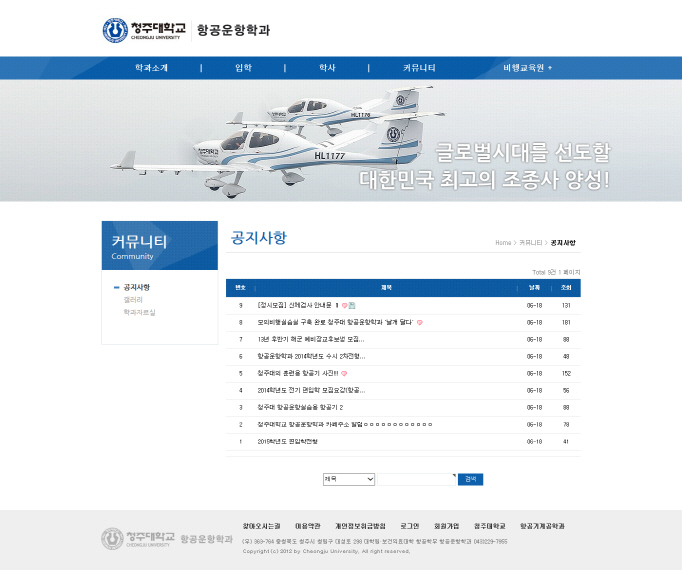 청주대학교 항공운항학과
CHEONGJU UNIVERSITY
학과소개 | 입학 | 학사 | 커뮤니티 비행교육원 +
HL1176
HL1177
글로벌시대를 선도할
대한민국 최고의 조종사 양성!
커뮤니티
Community
공지사항
갤러리
학과자료실
공지사항
Home > 커뮤니티 > 공지사항
Total 9건 1 페이지
번호 제목 날짜 조회
9 [정시모집] 신체검사 안내문 06-18 131
8 모의비행실습실 구축 완료 청주대 항공운항학과 '날개 달다' 06-18 181
7 13년 후반기 해군 예비장교후보생 모집... 06-18 88
6 항공운항학과 2014학년도 수시 2차전형... 06-18 48
5 청주대의 훈련용 항공기 사진!!! 06-18 152
4 2014학년도 전기 편입학 모집요강(항공... 06-18 56
3 청주대 항공운항실습용 항공기 2 06-18 88
2 청주대학교 항공운항학과 카페주소 알림ㅇㅇㅇㅇㅇㅇㅇㅇㅇㅇㅇㅇ 06-18 78
1 2015학년도 편입학전형 06-18 41
제목 검색
찾아오시는길 이용약관 개인정보취급방침 로그인 회원가입 청주대학교 항공기계공학과
청주대학교 항공운항학과
CHEONGJU UNIVERSITY
(우) 363-764 충청북도 청주시 청원구 대성로 298 대학원·보건의료대학 항공학부 항공운항학과 043)229-7955
Copyright (c) 2012 by Cheongju University, All right reserved.